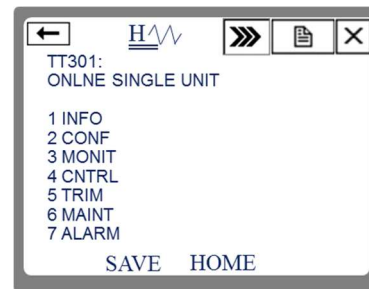 H
TT301:
ONLNE SINGLE UNIT
1 INFO
2 CONF
3 MONIT
4 CNTRL
5 TRIM
6 MAINT
7 ALARM
SAVE HOME